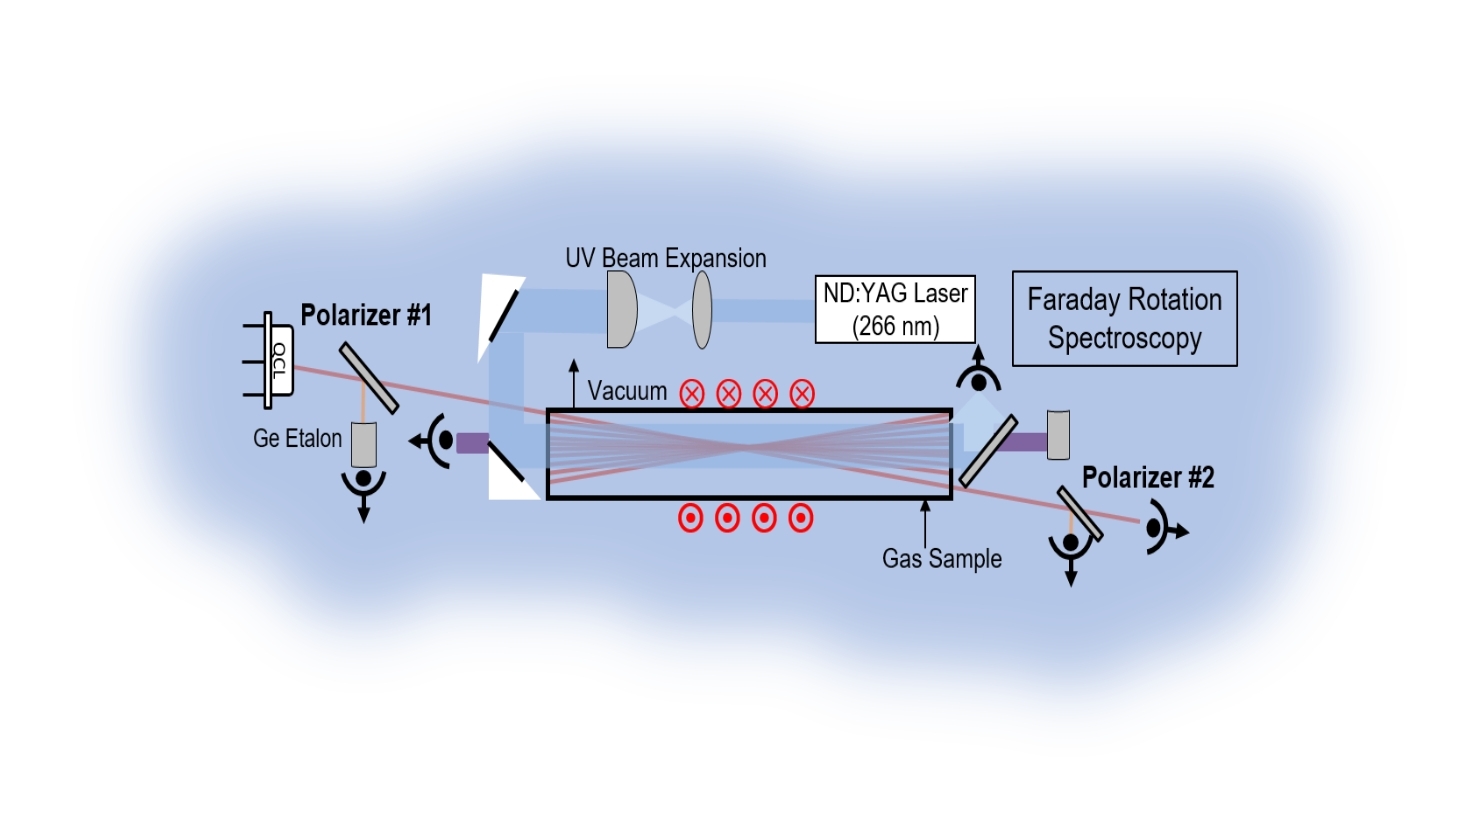 UV Beam Expansion
ND:YAG Laser
(266 nm)
Faraday Rotation
Spectroscopy
Polarizer #1
QCL
Vacuum
Ge Etalon
Polarizer #2
Gas Sample